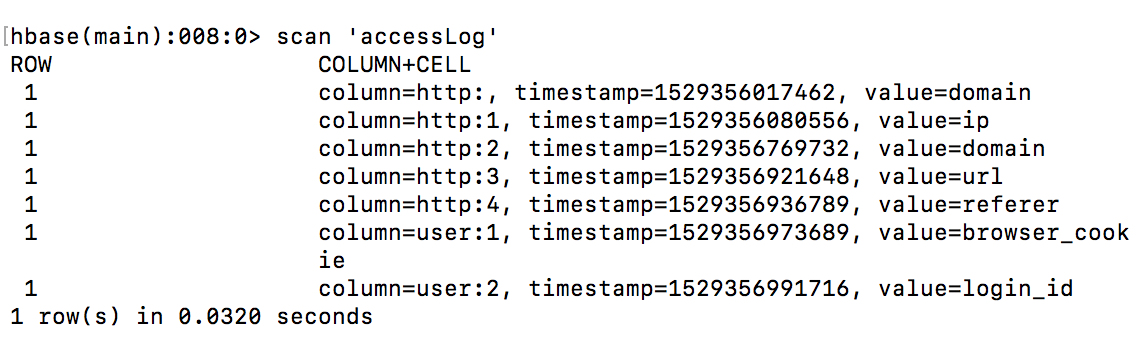 [hbase(main):008:0> scan 'accessLog'
ROW                   COLUMN+CELL
 1                    column=http:, timestamp=1529356017462, value=domain
 1                    column=http:1, timestamp=1529356080556, value=ip
 1                    column=http:2, timestamp=1529356769732, value=domain
 1                    column=http:3, timestamp=1529356921648, value=url
 1                    column=http:4, timestamp=1529356936789, value=referer
 1                    column=user:1, timestamp=1529356973689, value=browser_cook
                      ie
 1                    column=user:2, timestamp=1529356991716, value=login_id
1 row(s) in 0.0320 seconds